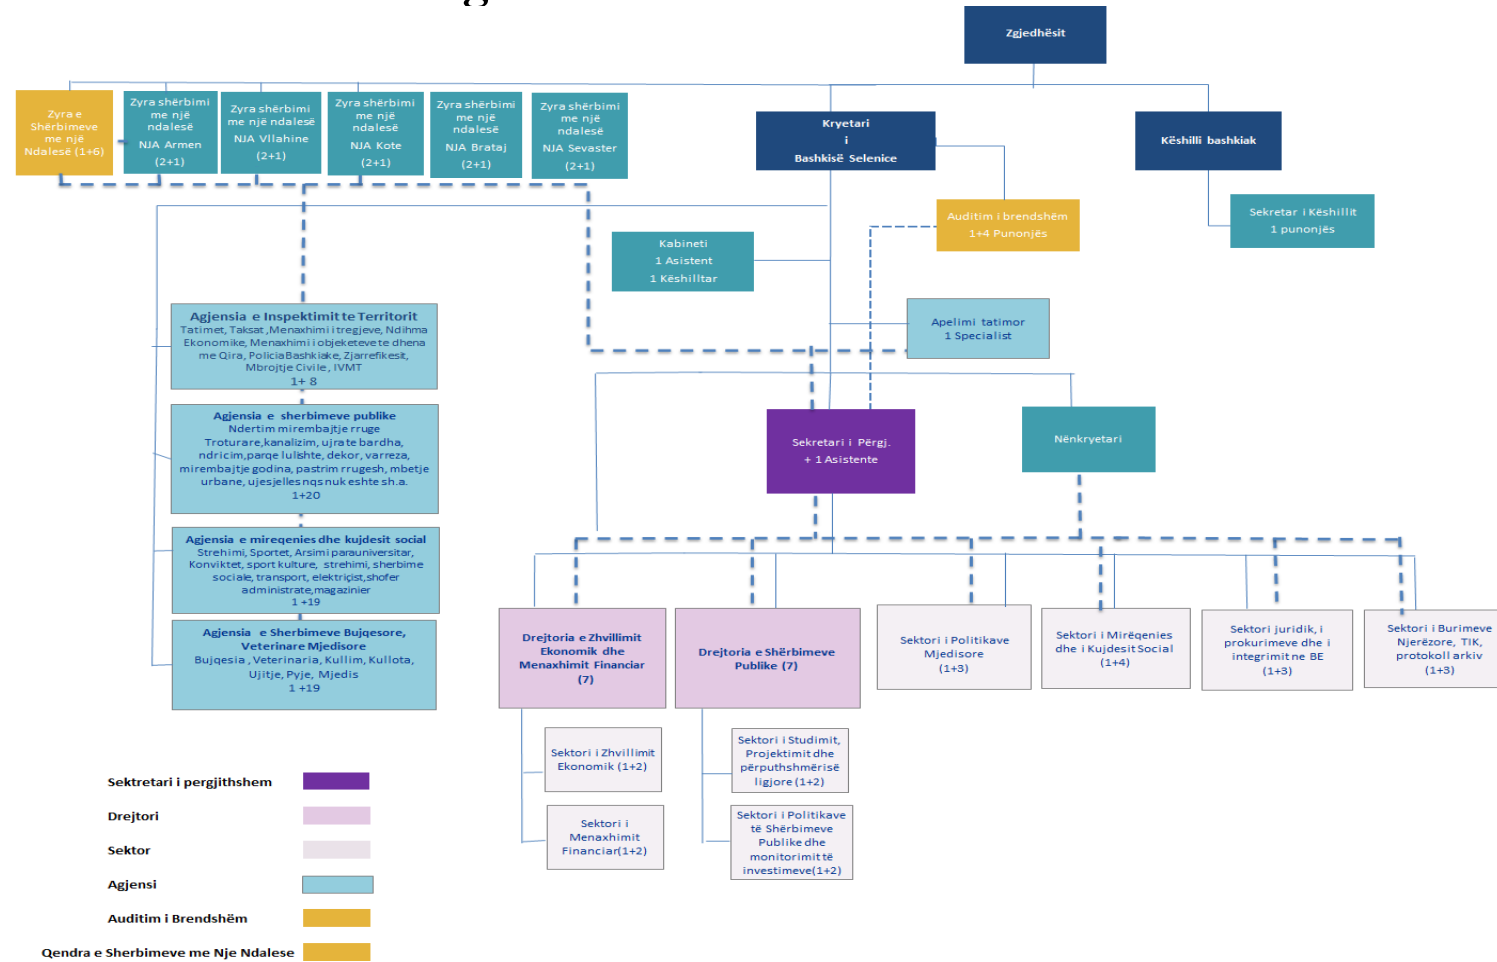 Zgjedhësit
Zyra e
Shërbimeve
me një
Ndalesë (1+6)
Zyra shërbimi
me një
ndalesë
NJA Armen
(2+1)
Zyra shërbimi
me një ndalesë
NJA Vllahine
(2+1)
Zyra shërbimi
me një
ndalesë
NJA Kote
(2+1)
Zyra shërbimi
me një
ndalesë
NJA Brataj
(2+1)
Zyra shërbimi
me një
ndalesë
NJA Sevaster
(2+1)
Kryetari
i
Bashkisë Selenice
Këshilli bashkiak
Auditim i brendshëm
1+4 Punonjës
Sekretar i Këshillit
1 punonjës
Kabineti
1 Asistent
1 Këshilltar
Apelimi tatimor
1 Specialist
Agjensia e Inspektimit te Territorit
Tatimet, Taksat ,Menaxhimi i tregjeve, Ndihma
Ekonomike, Menaxhimi i objeketeve te dhena
me Qira, PoliciaBashkiake, Zjarrefikesit,
Mbrojtje Civile , IVMT
1+ 8
Agjensia e sherbimeve publike
Ndertim mirembajtje rruge
Troturare,kanalizim, ujrate bardha,
ndricim,parqe lulishte, dekor, varreza,
mirembajtje godina, pastrim rrugesh, mbetje
urbane, ujesjelles nqs nuk eshte sh.a.
1+20
Agjensia e mireqenies dhe kujdesit social
Strehimi, Sportet, Arsimi parauniversitar,
Konviktet, sport kulture, strehimi, sherbime
sociale, transport, elektriçist,shofer
administrate,magazinier
1 +19
Agjensia e Sherbimeve Bujqesore,
Veterinare Mjedisore
Bujqesia , Veterinaria, Kullim, Kullota,
Ujitje, Pyje, Mjedis
1 +19
Sekretari i Përgj.
+ 1 Asistente
Nënkryetari
Drejtoria e Zhvillimit
Ekonomik dhe
Menaxhimit Financiar
(7)
Drejtoria e Shërbimeve
Publike (7)
Sektori i Politikave
Mjedisore
(1+3)
Sektori i Mirëqenies
dhe i Kujdesit Social
(1+4)
Sektori juridik, i
prokurimeve dhe i
integrimit ne BE
(1+3)
Sektori i Burimeve
Njerëzore, TIK,
protokoll arkiv
(1+3)
Sektori i Zhvillimit
Ekonomik (1+2)
Sektori i
Menaxhimit
Financiar(1+2)
Sektori i Studimit,
Projektimit dhe
përputhshmërisë
ligjore (1+2)
Sektori i Politikave
të Shërbimeve
Publike dhe
monitorimit të
investimeve(1+2)
Sektretari i pergjithshem
Drejtori
Sektor
Agjensi
Auditim i Brendshëm
Qendra e Sherbimeve me Nje Ndalese